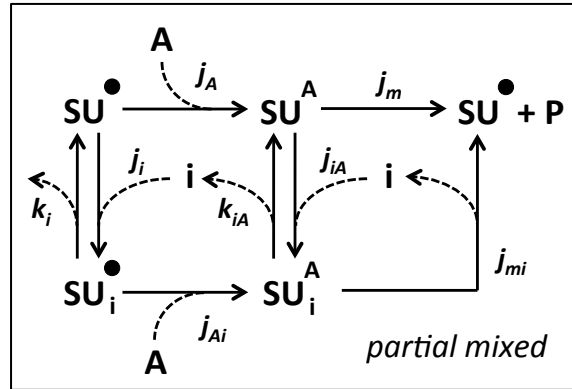 A
SU● j_A SU^A j_m SU● + P
k_i j_i i k_iA j_iA i j_mi
SU_i● j_Ai SU_i^A
A
partial mixed